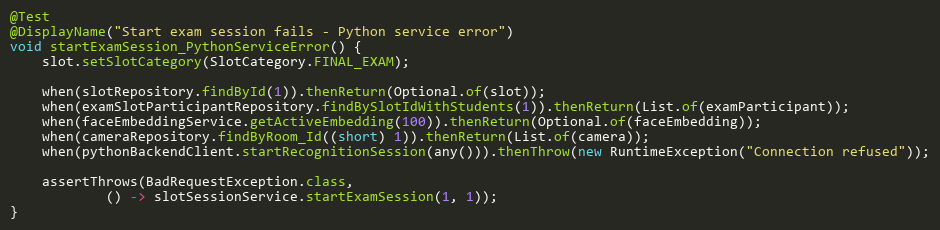 @Test
@DisplayName("Start exam session fails - Python service error")
void startExamSession_PythonServiceError() {
    slot.setSlotCategory(SlotCategory.FINAL_EXAM);

    when(slotRepository.findById(1)).thenReturn(Optional.of(slot));
    when(examSlotParticipantRepository.findBySlotIdWithStudents(1)).thenReturn(List.of(examParticipant));
    when(faceEmbeddingService.getActiveEmbedding(100)).thenReturn(Optional.of(faceEmbedding));
    when(cameraRepository.findByRoom_Id((short) 1)).thenReturn(List.of(camera));
    when(pythonBackendClient.startRecognitionSession(any())).thenThrow(new RuntimeException("Connection refused"));

    assertThrows(BadRequestException.class,
            () -> slotSessionService.startExamSession(1, 1));
}